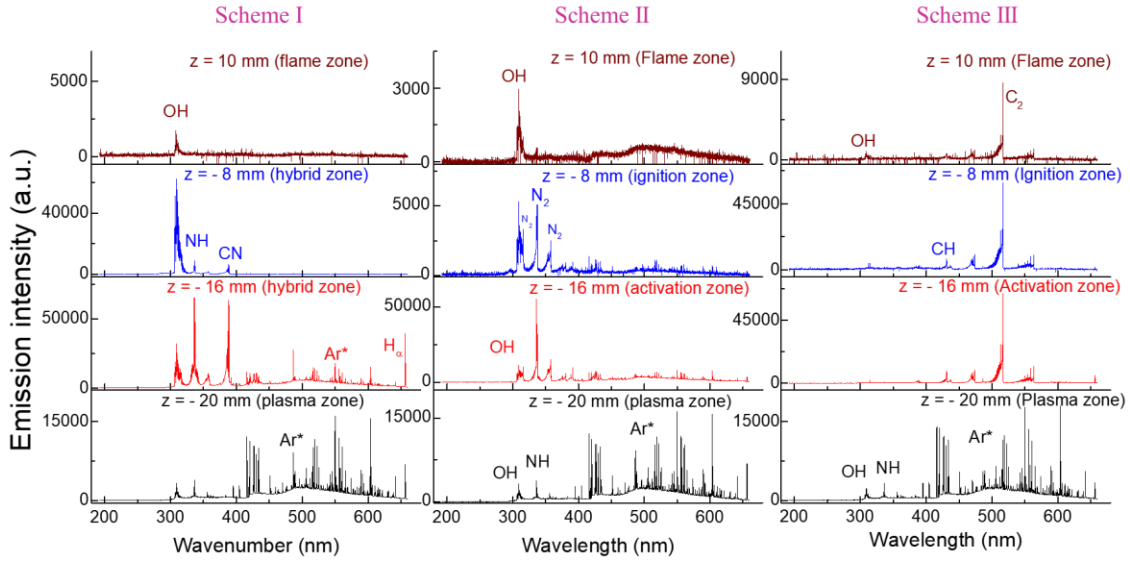 Scheme I
Scheme II
Scheme III
Emission intensity (a.u.)
z = 10 mm (flame zone)
5000
0
OH
z = - 8 mm (hybrid zone)
40000
0
NH
CN
z = - 16 mm (hybrid zone)
50000
0
Ar*
Hα
z = - 20 mm (plasma zone)
15000
0
Ar*
200 300 400 500 600
Wavenumber (nm)
z = 10 mm (Flame zone)
3000
0
OH
z = - 8 mm (ignition zone)
5000
0
N2
N2
N2
z = - 16 mm (activation zone)
50000
0
OH
z = - 20 mm (plasma zone)
15000
0
OH
NH
Ar*
200 300 400 500 600
Wavelength (nm)
z = 10 mm (Flame zone)
9000
0
OH
C2
z = - 8 mm (Ignition zone)
45000
0
CH
z = - 16 mm (Activation zone)
45000
0
z = - 20 mm (Plasma zone)
15000
0
OH
NH
Ar*
200 300 400 500 600
Wavelength (nm)